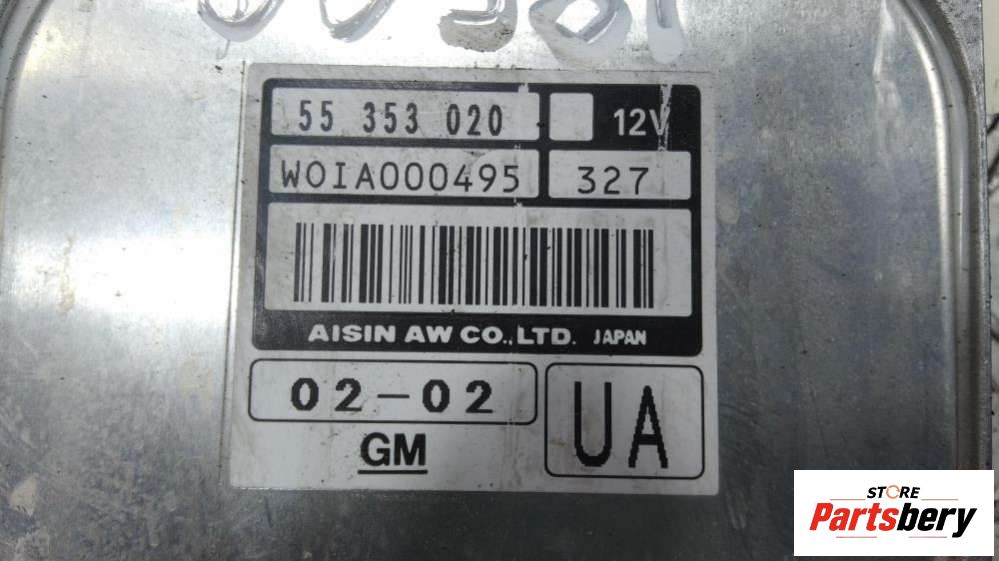 55 353 020 12V
W0IA000495 327
AISIN AW CO.,LTD. JAPAN
02-02 UA
GM
STORE
Partsbery